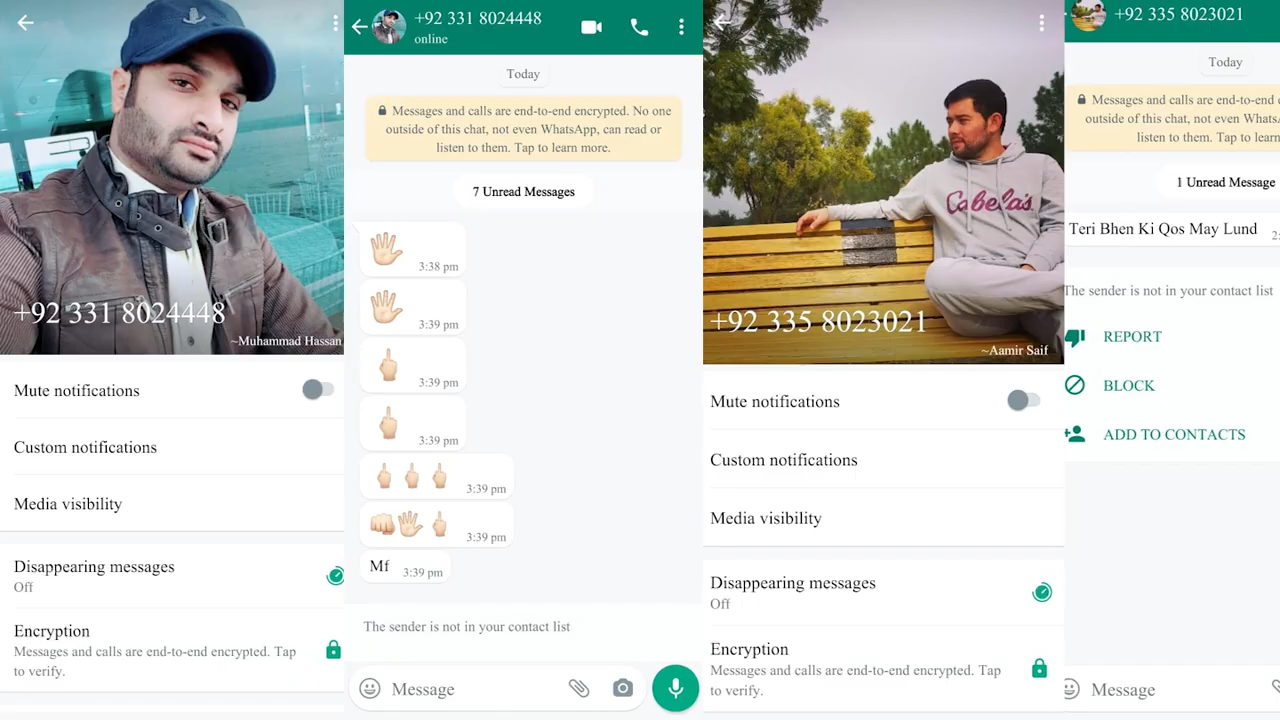 +92 331 8024448
~Muhammad Hassan
Mute notifications
Custom notifications
Media visibility
Disappearing messages
Off
Encryption
Messages and calls are end-to-end encrypted. Tap
to verify.
+92 331 8024448
online
Today
Messages and calls are end-to-end encrypted. No one
outside of this chat, not even WhatsApp, can read or
listen to them. Tap to learn more.
7 Unread Messages
3:38 pm
3:39 pm
3:39 pm
3:39 pm
3:39 pm
3:39 pm
Mf 3:39 pm
The sender is not in your contact list
Message
Cabela's
+92 335 8023021
~Aamir Saif
Mute notifications
Custom notifications
Media visibility
Disappearing messages
Off
Encryption
Messages and calls are end-to-end encrypted. Tap
to verify.
+92 335 8023021
Today
Messages and calls are end-to-end
outside of this chat, not even
listen to them. Tap to
1 Unread Message
Teri Bhen Ki Qos May Lund
The sender is not in your contact list
REPORT
BLOCK
ADD TO CONTACTS
Message